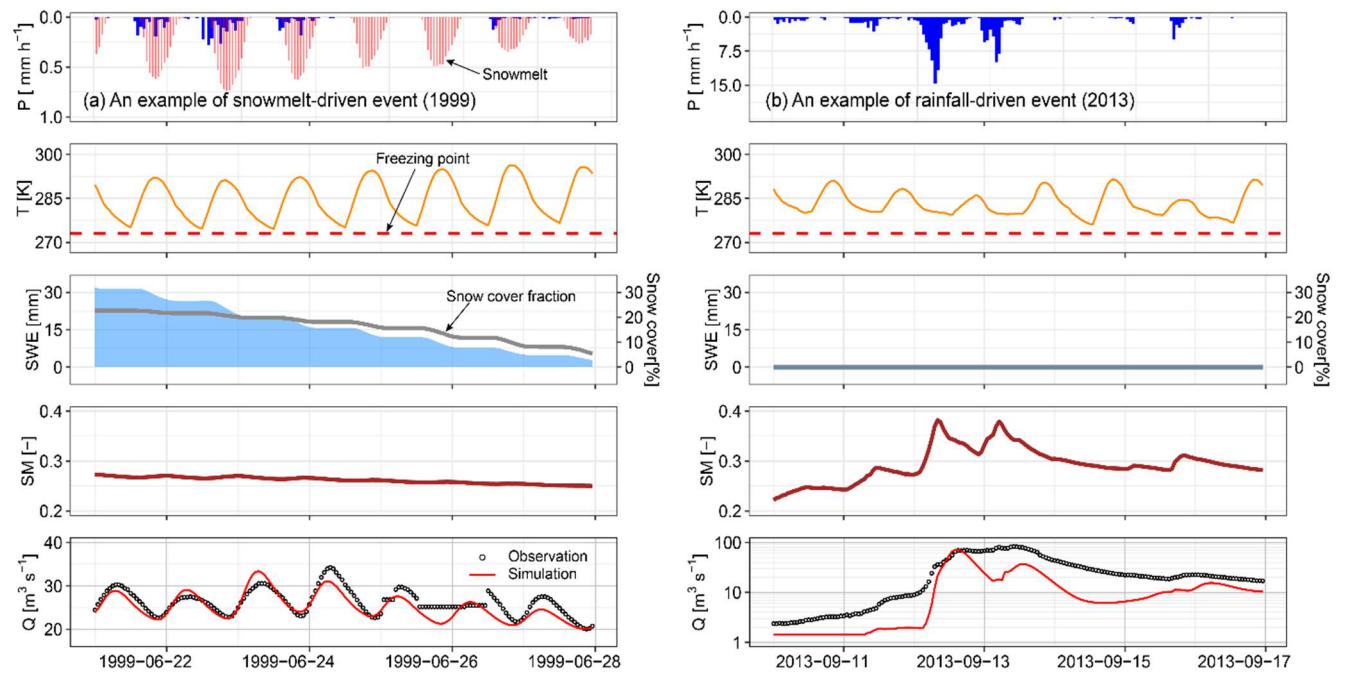 P [ mm h⁻¹]
0.0
0.5
1.0
Snowmelt
(a) An example of snowmelt-driven event (1999)
T [K]
300
285
270
Freezing point
SWE [mm]
30
15
0
Snow cover fraction
30
20
10
0
Snow cover[%]
SM [−]
0.4
0.3
0.2
Q [m³ s⁻¹]
40
30
20
Observation
Simulation
1999−06−22
1999−06−24
1999−06−26
1999−06−28
P [ mm h⁻¹]
0.0
7.5
15.0
(b) An example of rainfall-driven event (2013)
T [K]
300
285
270
SWE [mm]
30
15
0
30
20
10
0
Snow cover[%]
SM [−]
0.4
0.3
0.2
Q [m³ s⁻¹]
100
10
1
2013−09−11
2013−09−13
2013−09−15
2013−09−17